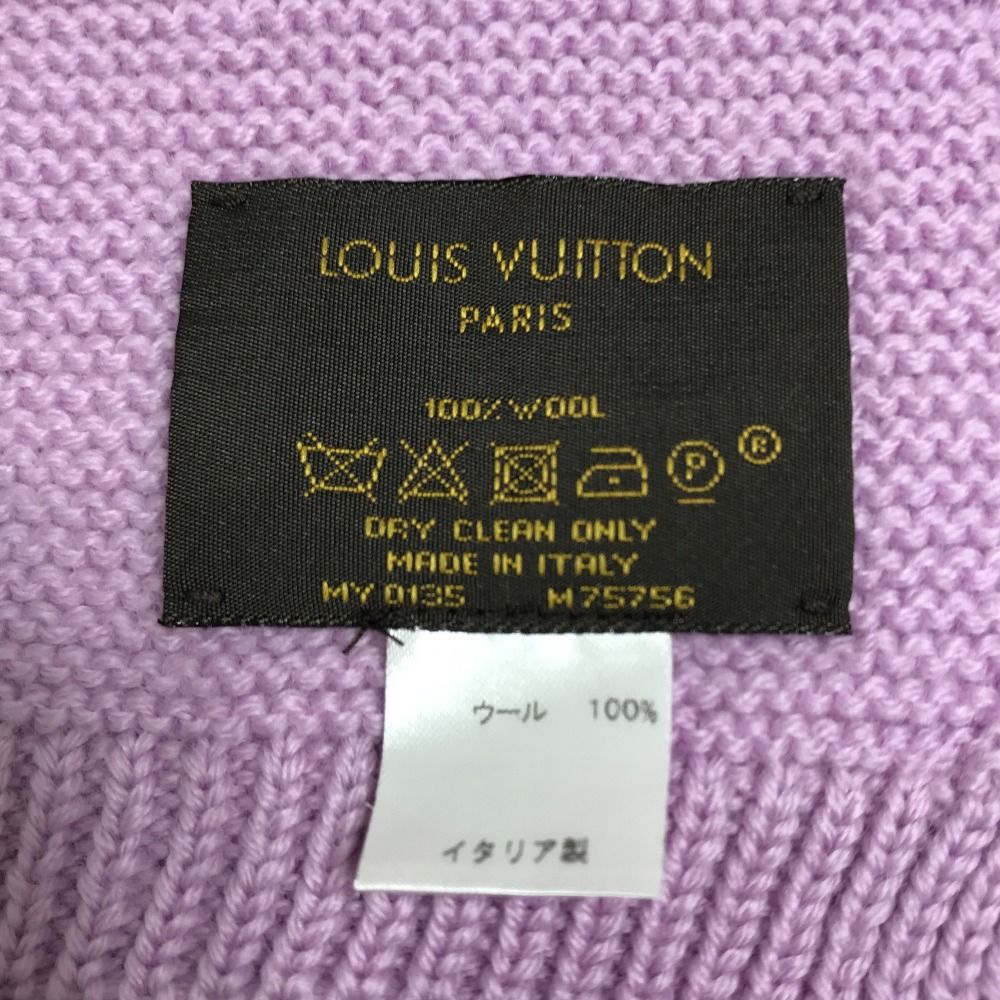 LOUIS VUITTON
PARIS
100% WOOL
P ®
DRY CLEAN ONLY
MADE IN ITALY
MY 0135 M75756
ウール 100%
イタリア製